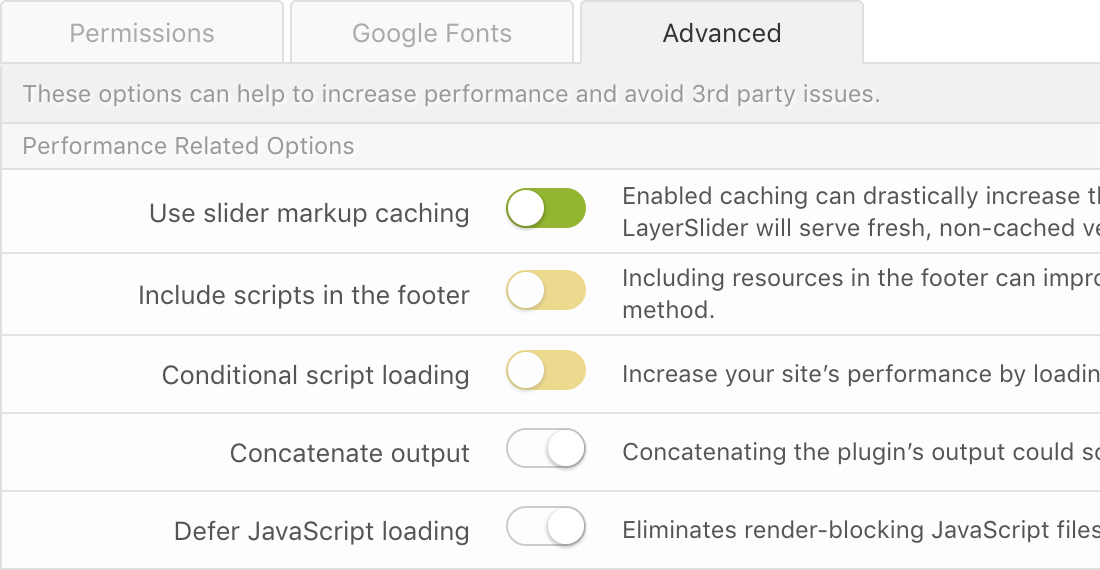 Permissions
Google Fonts
Advanced
These options can help to increase performance and avoid 3rd party issues.
Performance Related Options
Use slider markup caching
Enabled caching can drastically increase
LayerSlider will serve fresh, non-cached
Include scripts in the footer
Including resources in the footer can
method.
Conditional script loading
Increase your site’s performance by
Concatenate output
Concatenating the plugin’s output could
Defer JavaScript loading
Eliminates render-blocking JavaScript files